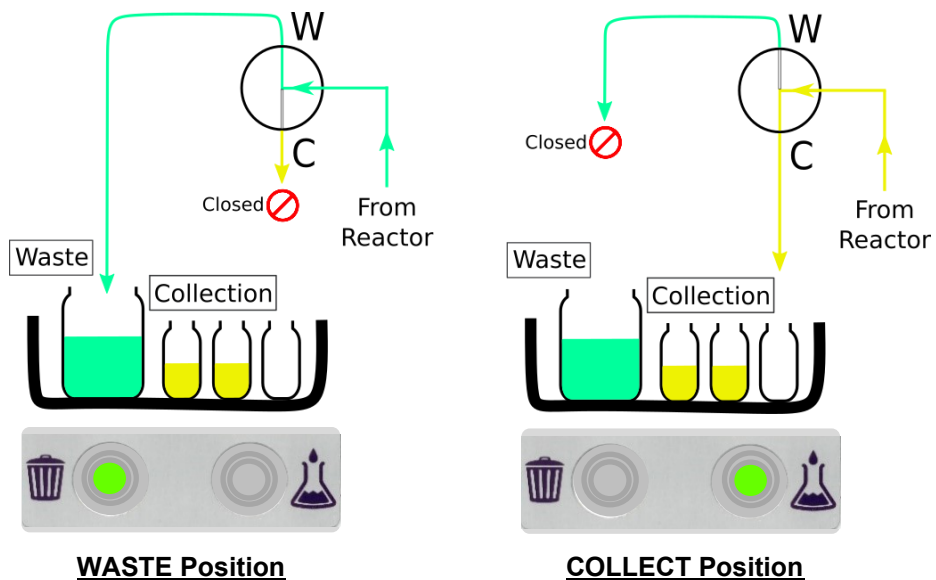 W
C
Closed
From
Reactor
Waste
Collection
WASTE Position
W
Closed
C
From
Reactor
Waste
Collection
COLLECT Position